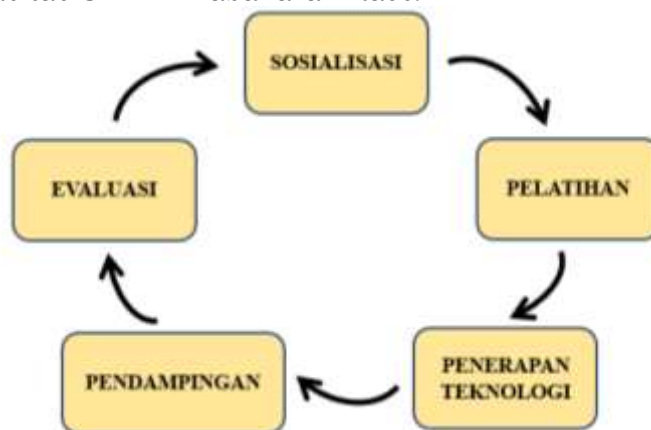 SOSIALISASI
PELATIHAN
PENERAPAN
TEKNOLOGI
PENDAMPINGAN
EVALUASI